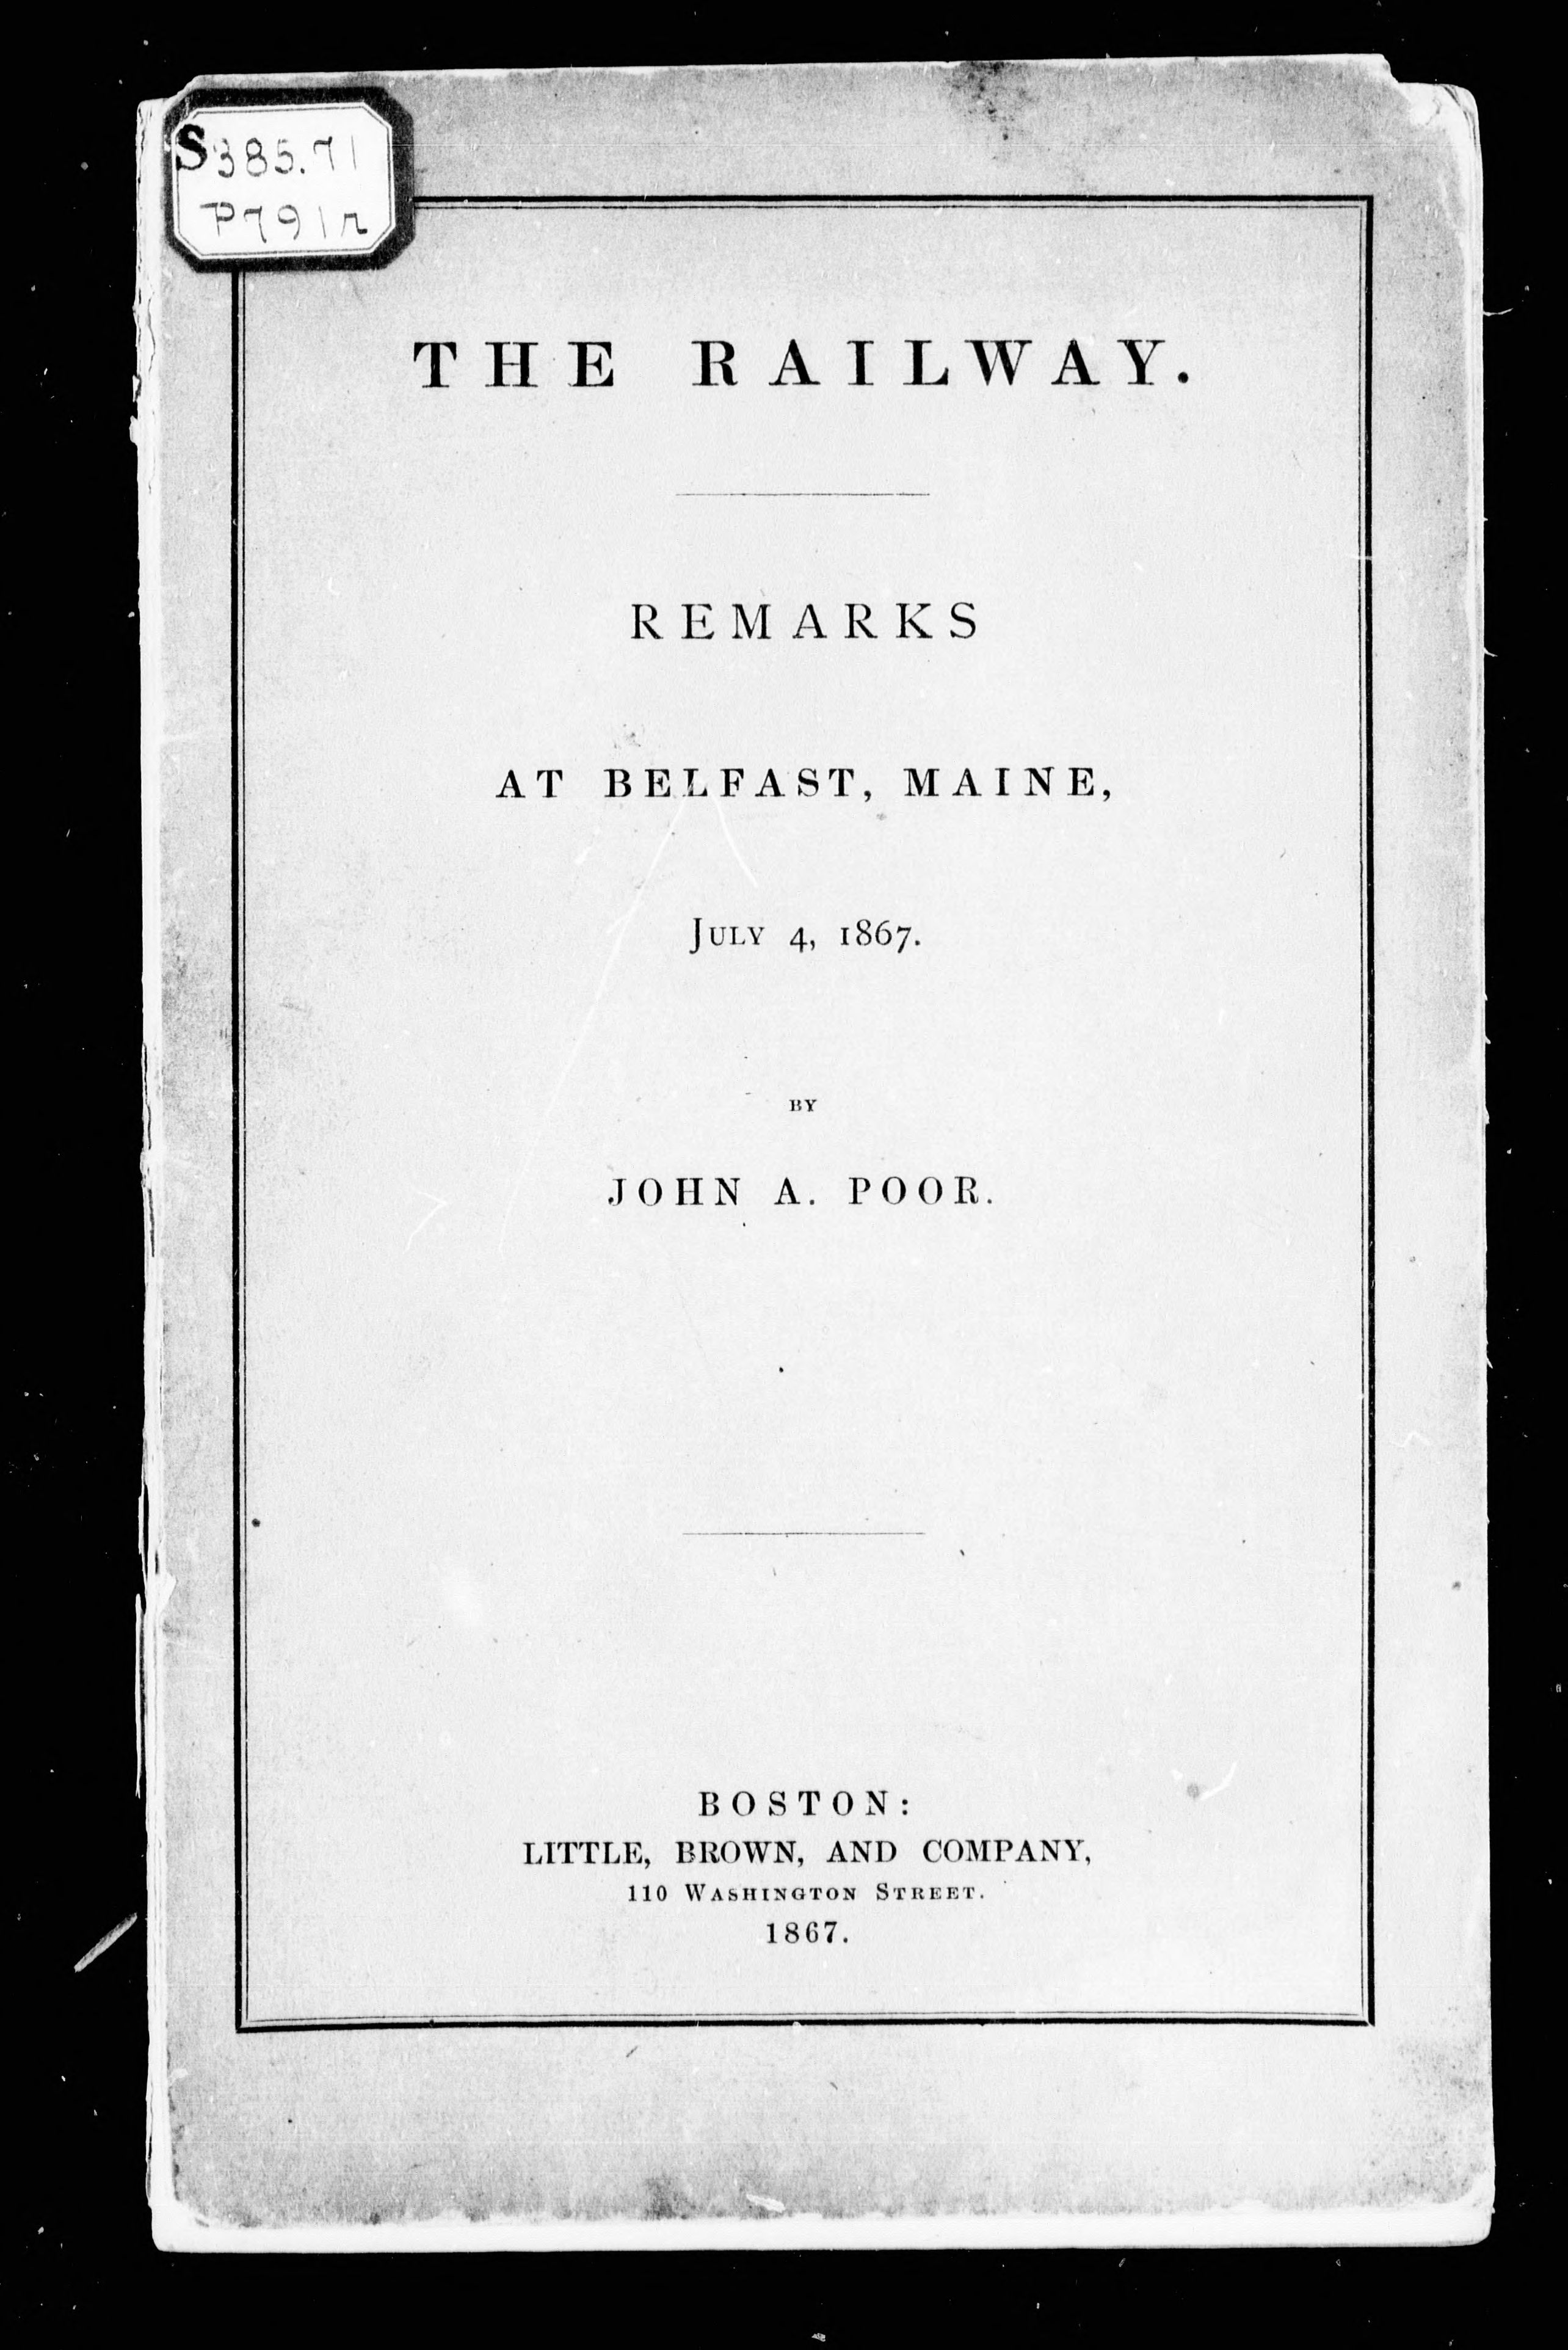 S385.71
P791r
THE RAILWAY.
REMARKS
AT BELFAST, MAINE,
JULY 4, 1867.
BY
JOHN A. POOR.
BOSTON:
LITTLE, BROWN, AND COMPANY,
110 WASHINGTON STREET.
1867.